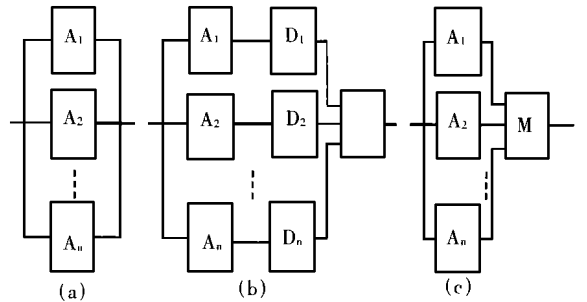 A₁ A₁ D₁ A₁
A₂ A₂ D₂ A₂ M
Aₙ Aₙ Dₙ Aₙ
(a) (b) (c)